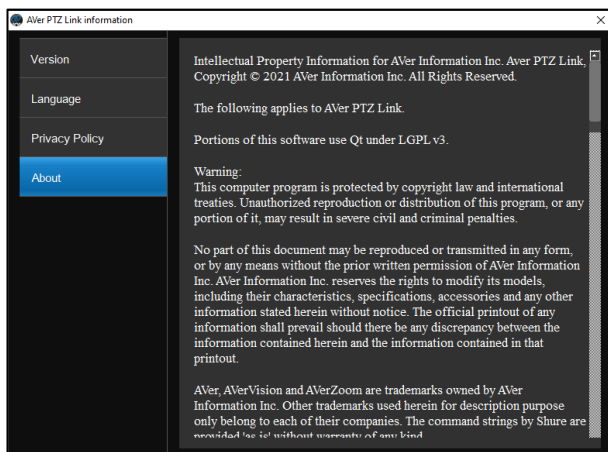 AVer PTZ Link information
Version
Language
Privacy Policy
About
Intellectual Property Information for AVer Information Inc. Aver PTZ Link,
Copyright © 2021 AVer Information Inc. All Rights Reserved.
The following applies to AVer PTZ Link.
Portions of this software use Qt under LGPL v3.
Warning:
This computer program is protected by copyright law and international
treaties. Unauthorized reproduction or distribution of this program, or any
portion of it, may result in severe civil and criminal penalties.
No part of this document may be reproduced or transmitted in any form,
or by any means without the prior written permission of AVer Information
Inc. AVer Information Inc. reserves the rights to modify its models,
including their characteristics, specifications, accessories and any other
information stated herein without notice. The official printout of any
information shall prevail should there be any discrepancy between the
information contained herein and the information contained in that
printout.
AVer, AVerVision and AVerZoom are trademarks owned by AVer
Information Inc. Other trademarks used herein for description purpose
only belong to each of their companies. The command strings by Shure are
provided 'as is' without warranty of any kind